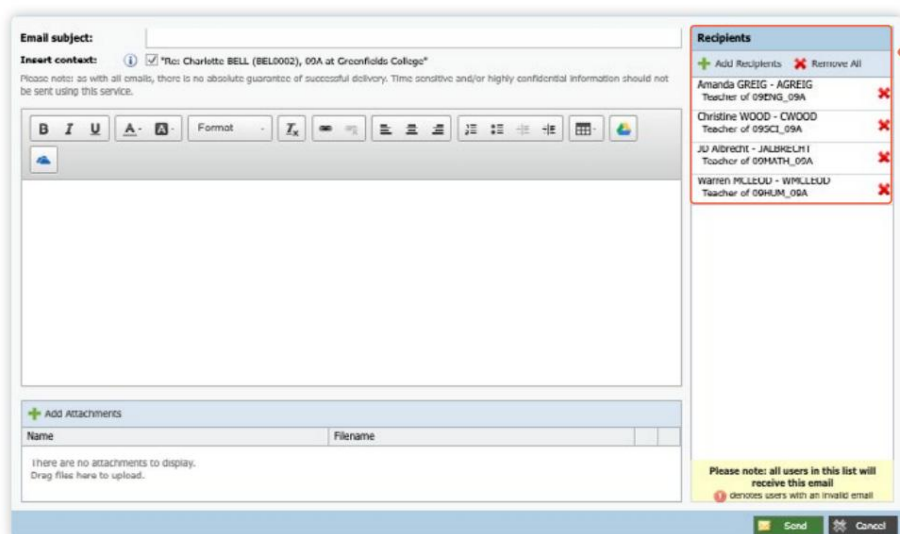 Email subject:
Insert context: "Re: Charlotte BELL (BEL0002), 09A at Greenfields College"
Please note: as with all emails, there is no absolute guarantee of successful delivery. Time sensitive and/or highly confidential information should not
be sent using this service.
B I U A A Format Tx
Add Attachments
Name Filename
There are no attachments to display.
Drag files here to upload.
Recipients
Add Recipients Remove All
Amanda GREIG - AGREIG
Teacher of 09ENG_09A
Christine WOOD - CWOOD
Teacher of 09SCI_09A
JD Albrecht - JALBRECHT
Teacher of 09MATH_09A
Warren MCLEOD - WMCLEOD
Teacher of 09HUM_09A
Please note: all users in this list will
receive this email
denotes users with an invalid email
Send Cancel